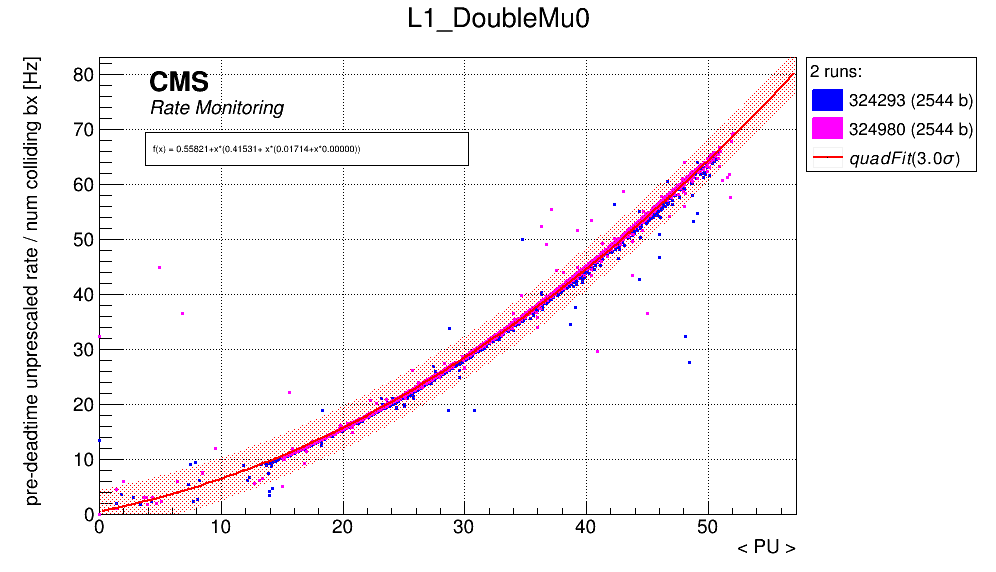 L1_DoubleMu0
pre-deadtime unprescaled rate / num colliding bx [Hz]
CMS
Rate Monitoring
f(x) = 0.55821+x*(0.41531+ x*(0.01714+x*0.00000))
80
70
60
50
40
30
20
10
0
0 10 20 30 40 50
< PU >
2 runs:
324293 (2544 b)
324980 (2544 b)
quadFit(3.0σ)